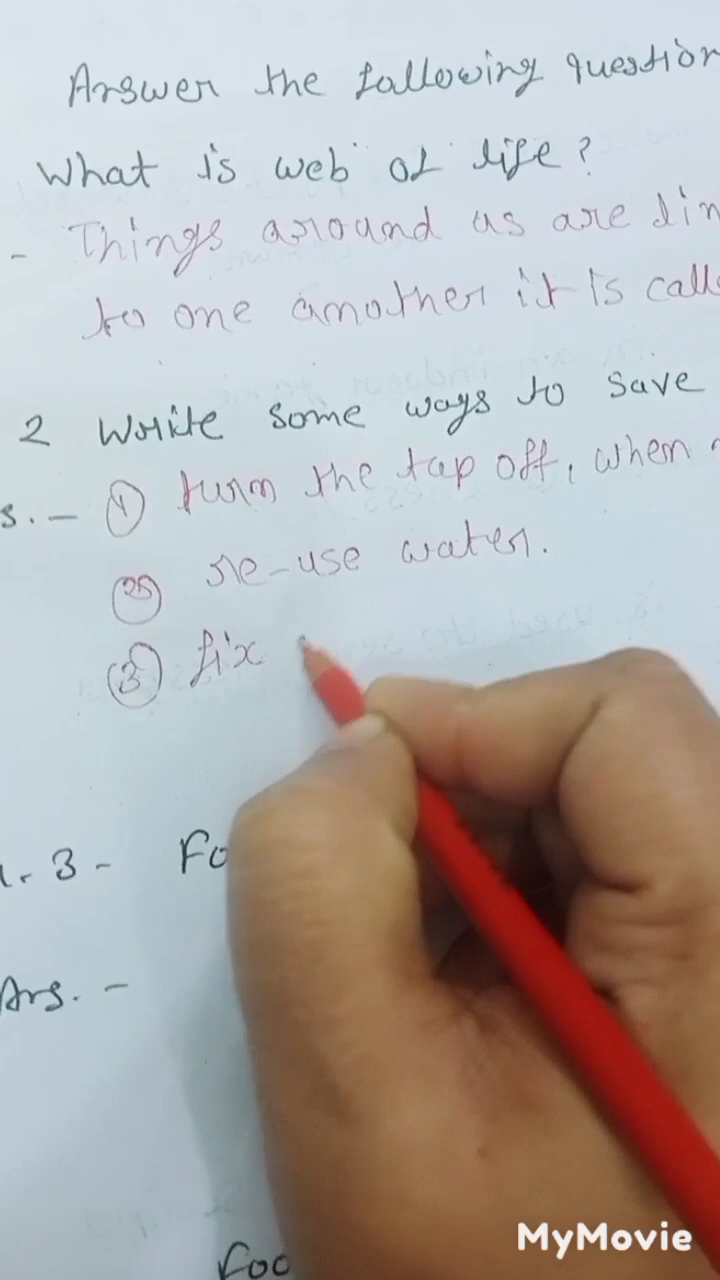 Answer the following question
What is web of life?
- Things around us are lin
to one another it is calle
2 Write some ways to save
s. - ① turn the tap off, when
② re-use water.
③ fix
. 3 - Fo
Ans. -
Foo
MyMovie